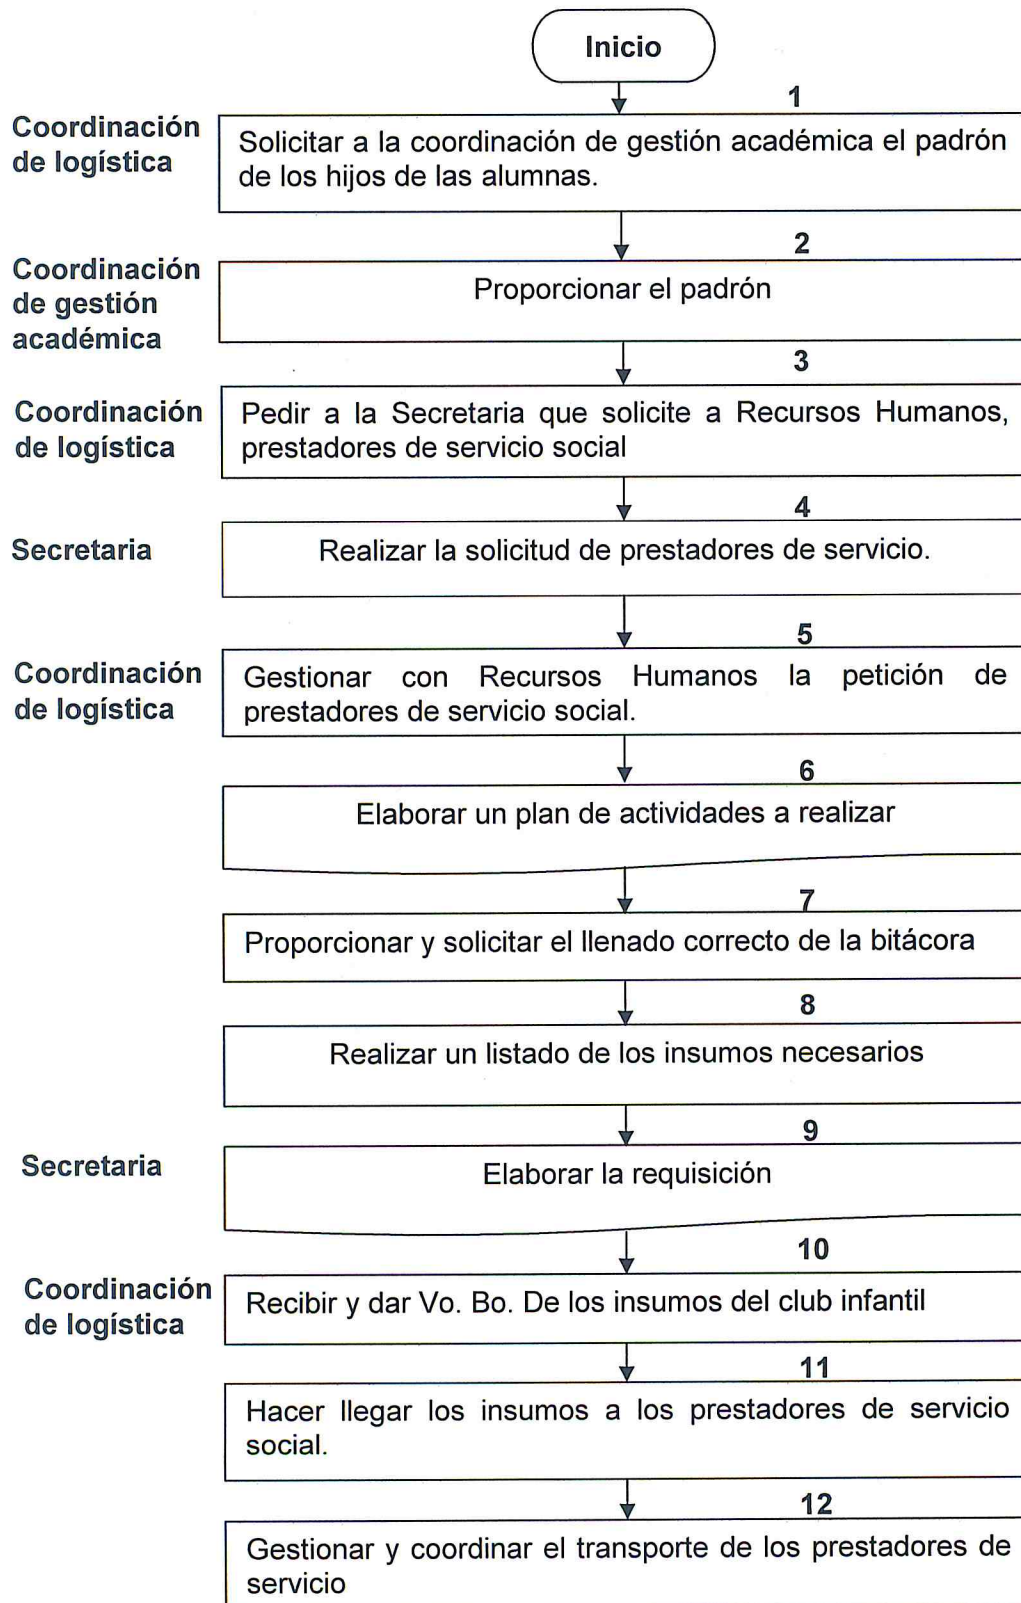 Inicio
1
Coordinación
de logística
Solicitar a la coordinación de gestión académica el padrón
de los hijos de las alumnas.
2
Coordinación
de gestión
académica
Proporcionar el padrón
3
Coordinación
de logística
Pedir a la Secretaria que solicite a Recursos Humanos,
prestadores de servicio social
4
Secretaria
Realizar la solicitud de prestadores de servicio.
5
Coordinación
de logística
Gestionar con Recursos Humanos la petición de
prestadores de servicio social.
6
Elaborar un plan de actividades a realizar
7
Proporcionar y solicitar el llenado correcto de la bitácora
8
Realizar un listado de los insumos necesarios
9
Secretaria
Elaborar la requisición
10
Coordinación
de logística
Recibir y dar Vo. Bo. De los insumos del club infantil
11
Hacer llegar los insumos a los prestadores de servicio
social.
12
Gestionar y coordinar el transporte de los prestadores de
servicio